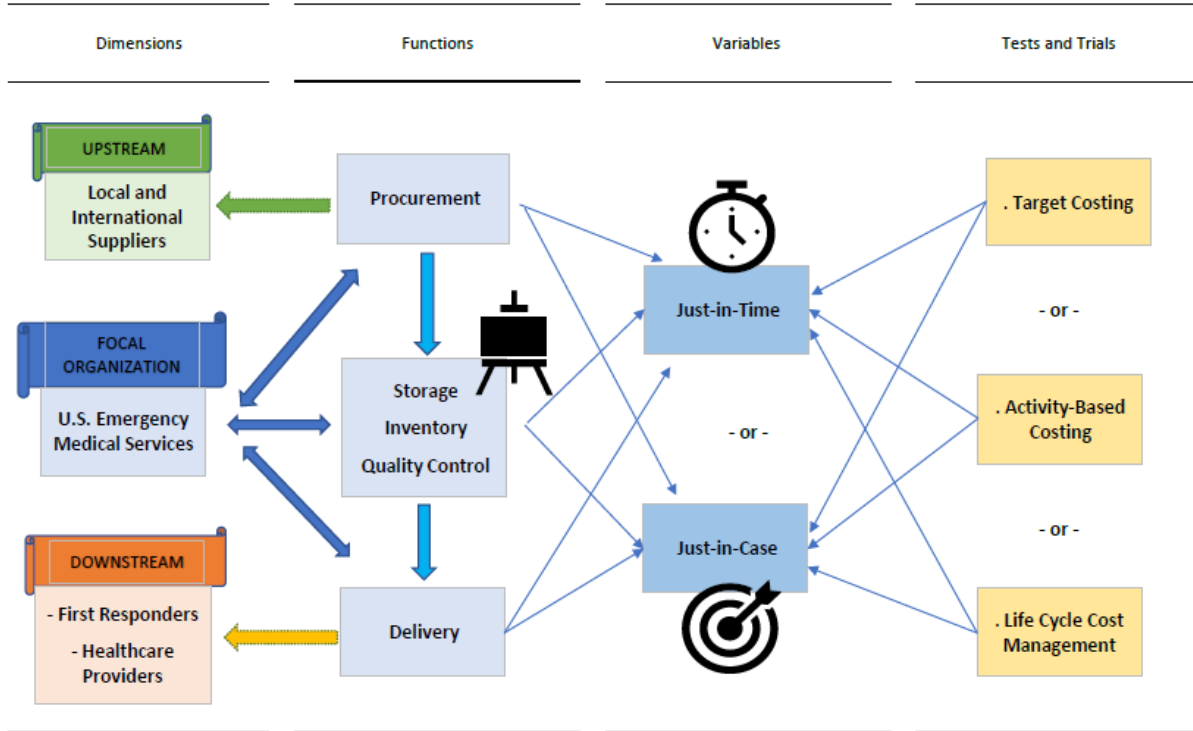 Dimensions
Functions
Variables
Tests and Trials
UPSTREAM
Local and
International
Suppliers
FOCAL
ORGANIZATION
U.S. Emergency
Medical Services
DOWNSTREAM
- First Responders
- Healthcare
Providers
Procurement
Storage
Inventory
Quality Control
Delivery
Just-in-Time
- or -
Just-in-Case
. Target Costing
- or -
. Activity-Based
Costing
- or -
. Life Cycle Cost
Management